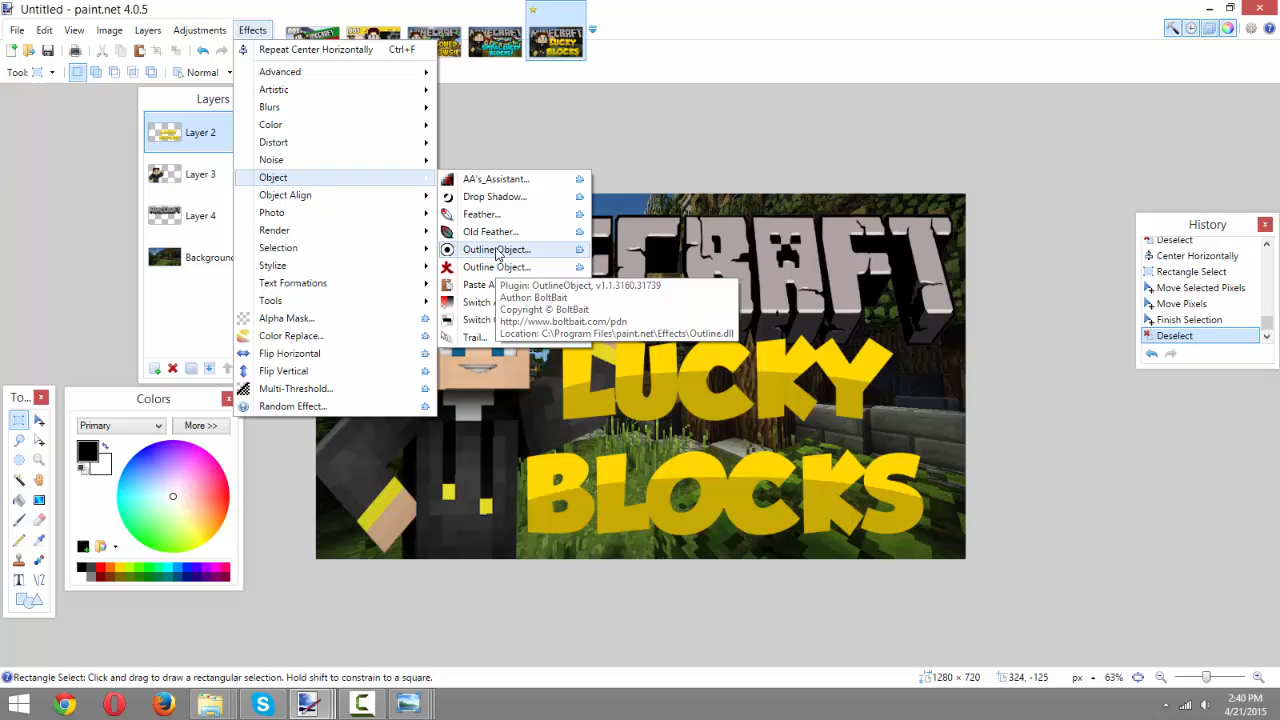 Untitled - paint.net 4.0.5
File Edit View Image Layers Adjustments Effects
Tool: Normal
Repeat Center Horizontally Ctrl+F
Advanced
Artistic
Blurs
Color
Distort
Noise
Object
Object Align
Photo
Render
Selection
Stylize
Text Formations
Tools
Alpha Mask...
Color Replace...
Flip Horizontal
Flip Vertical
Multi-Threshold...
Random Effect...
AA's_Assistant...
Drop Shadow...
Feather...
Old Feather...
OutlineObject...
Outline Object...
Paste A
Switch
Switch
Trail...
Plugin: OutlineObject, v1.1.3160.31739
Author: BoltBait
Copyright © BoltBait
http://www.boltbait.com/pdn
Location: C:\Program Files\paint.net\Effects\Outline.dll
Layers
Layer 2
Layer 3
Layer 4
Background
LUCKY
BLOCKS
History
Deselect
Center Horizontally
Rectangle Select
Move Selected Pixels
Move Pixels
Finish Selection
Deselect
To...
Colors
Primary
More >>
Rectangle Select: Click and drag to draw a rectangular selection. Hold shift to constrain to a square.
1280 × 720 324, -125 px 63%
2:40 PM
4/21/2015